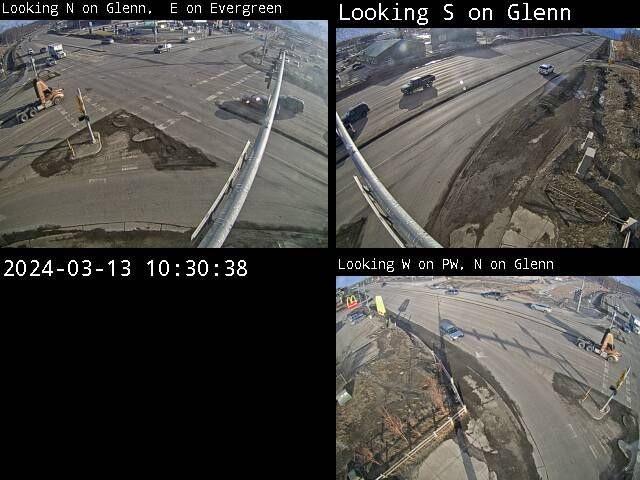 Looking N on Glenn,  E on Evergreen
Looking S on Glenn
2024-03-13 10:30:38
Looking W on PW, N on Glenn